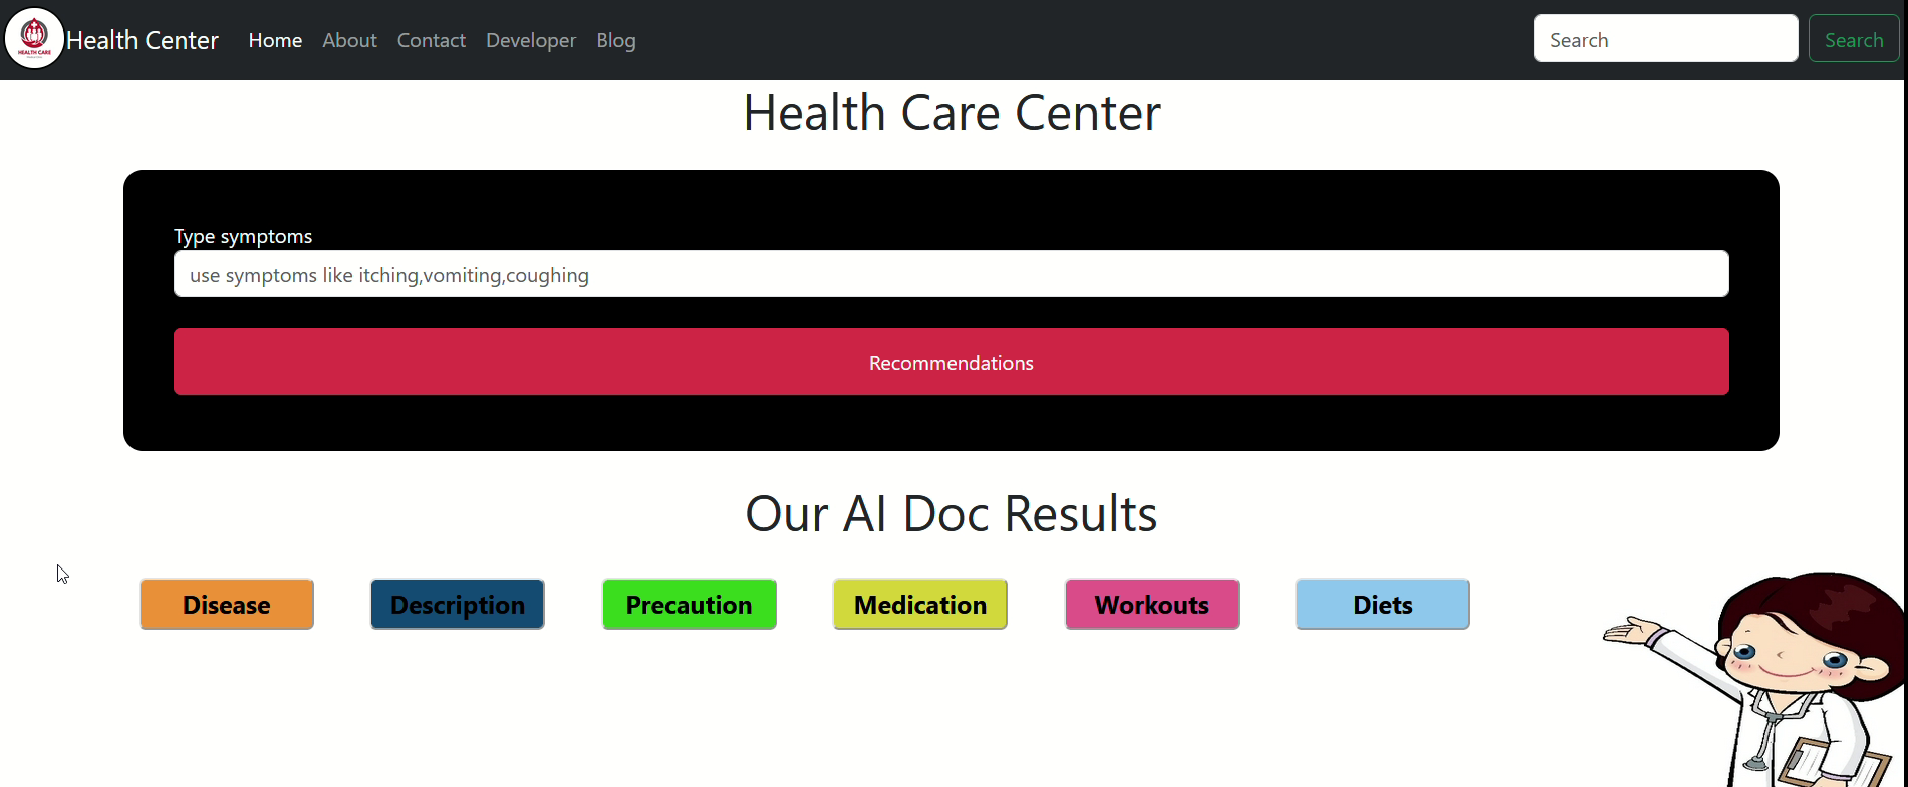 HEALTH CARE
Health Center
Home
About
Contact
Developer
Blog
Search
Search
Health Care Center
Type symptoms
use symptoms like itching,vomiting,coughing
Recommendations
Our AI Doc Results
Disease
Description
Precaution
Medication
Workouts
Diets